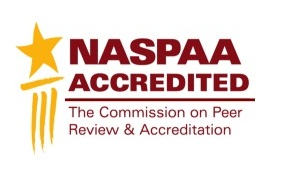 NASPAA
ACCREDITED
The Commission on Peer
Review & Accreditation